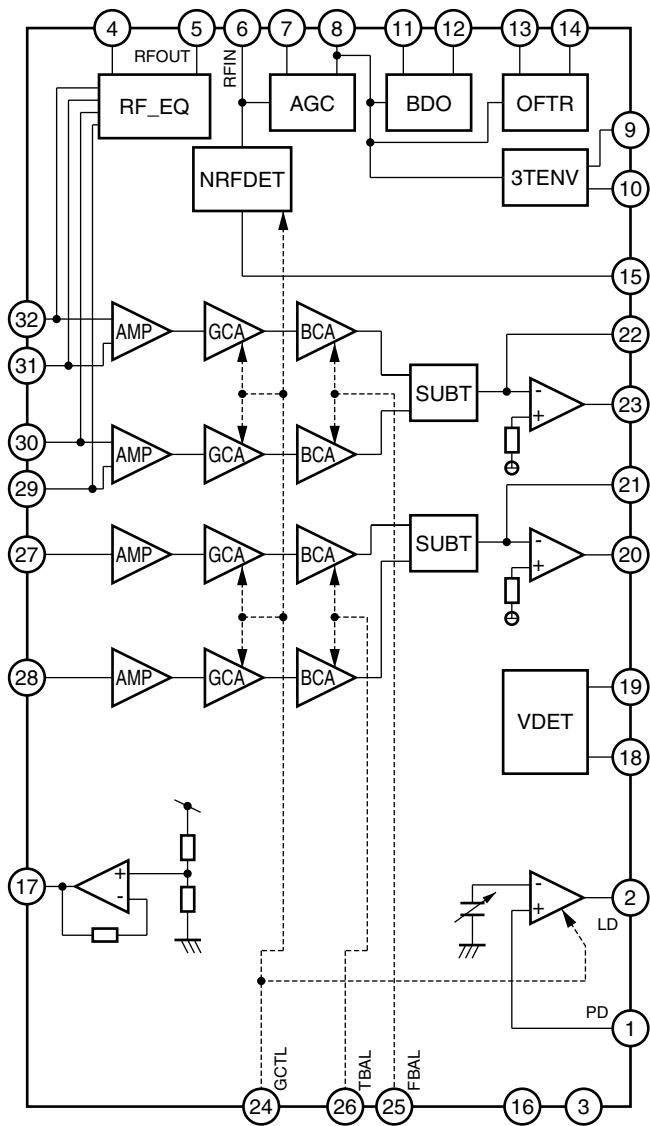 4 5 6 7 8 11 12 13 14
RFOUT
RFIN
RF_EQ AGC BDO OFTR
9
NRFDET 3TENV
10
15
32 AMP GCA BCA 22
31
SUBT - 23
+
30 AMP GCA BCA
29
21
27 AMP GCA BCA SUBT - 20
+
28 AMP GCA BCA 19
VDET
18
17 + - 2
- + LD
PD
1
GCTL TBAL FBAL
24 26 25 16 3